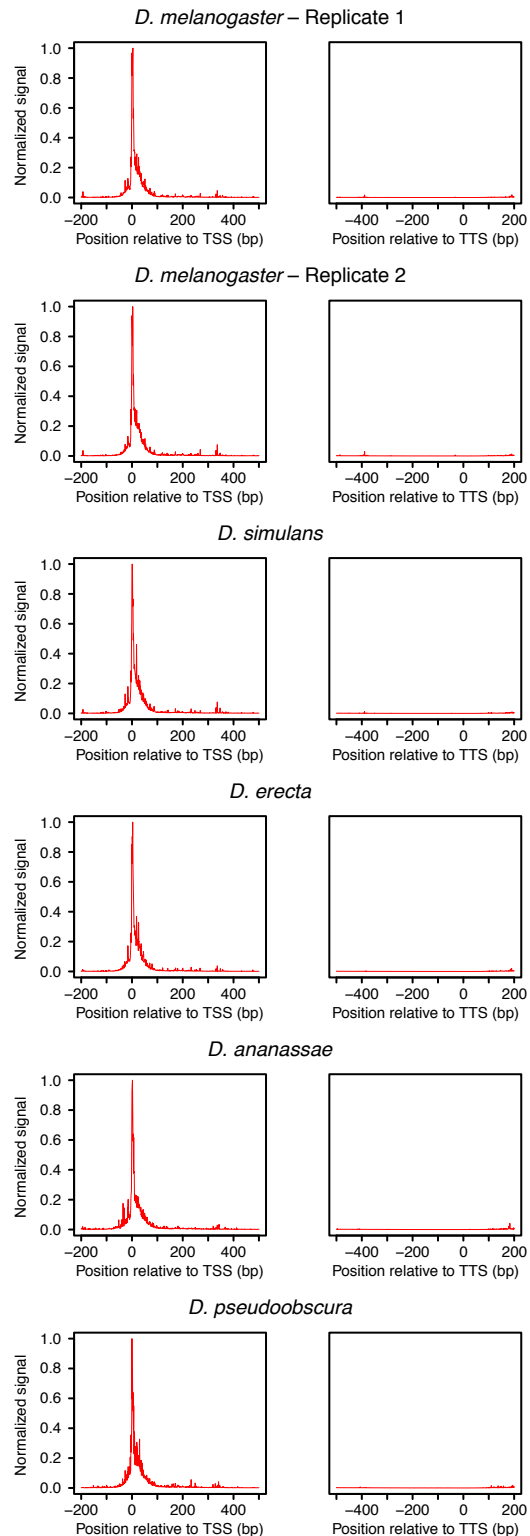 D. melanogaster – Replicate 1
Normalized signal
1.0
0.8
0.6
0.4
0.2
0.0
−200 0 200 400
Position relative to TSS (bp)
−400 −200 0 200
Position relative to TTS (bp)
D. melanogaster – Replicate 2
Normalized signal
1.0
0.8
0.6
0.4
0.2
0.0
−200 0 200 400
Position relative to TSS (bp)
−400 −200 0 200
Position relative to TTS (bp)
D. simulans
Normalized signal
1.0
0.8
0.6
0.4
0.2
0.0
−200 0 200 400
Position relative to TSS (bp)
−400 −200 0 200
Position relative to TTS (bp)
D. erecta
Normalized signal
1.0
0.8
0.6
0.4
0.2
0.0
−200 0 200 400
Position relative to TSS (bp)
−400 −200 0 200
Position relative to TTS (bp)
D. ananassae
Normalized signal
1.0
0.8
0.6
0.4
0.2
0.0
−200 0 200 400
Position relative to TSS (bp)
−400 −200 0 200
Position relative to TTS (bp)
D. pseudoobscura
Normalized signal
1.0
0.8
0.6
0.4
0.2
0.0
−200 0 200 400
Position relative to TSS (bp)
−400 −200 0 200
Position relative to TTS (bp)